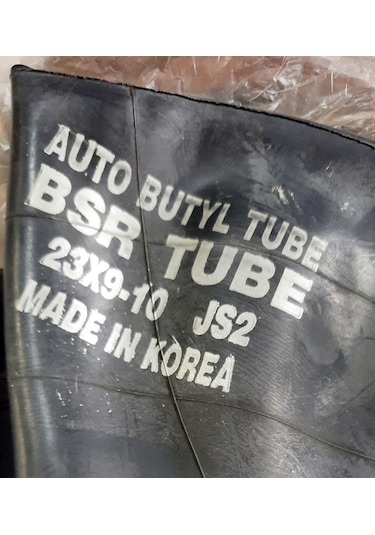 AUTO BUTYL TUBE
BSR TUBE
23X9-10 JS2
MADE IN KOREA